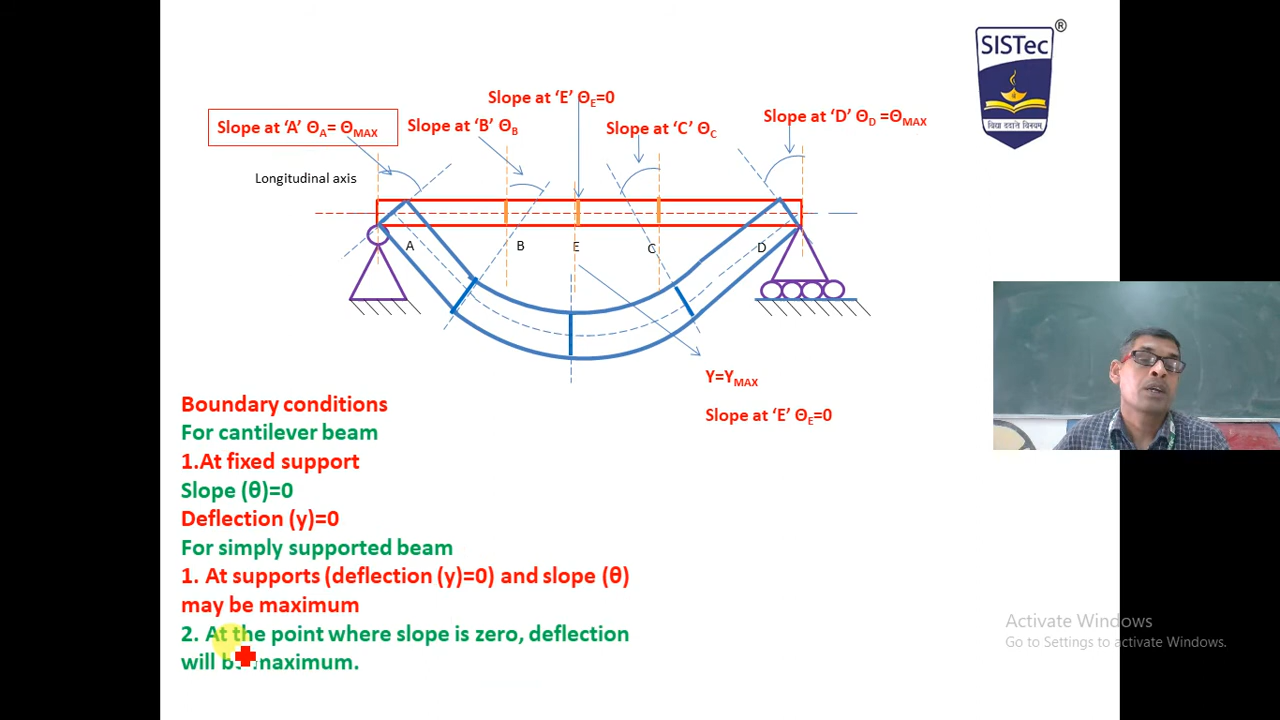 SISTec
®
विद्या ददाति विनयम्
Slope at ‘E’ ΘE=0
Slope at ‘A’ ΘA= ΘMAX
Slope at ‘B’ ΘB
Slope at ‘C’ ΘC
Slope at ‘D’ ΘD =ΘMAX
Longitudinal axis
A
B
E
C
D
Y=YMAX
Slope at ‘E’ ΘE=0
Boundary conditions
For cantilever beam
1.At fixed support
Slope (θ)=0
Deflection (y)=0
For simply supported beam
1. At supports (deflection (y)=0) and slope (θ)
may be maximum
2. At the point where slope is zero, deflection
will be maximum.
Activate Windows
Go to Settings to activate Windows.